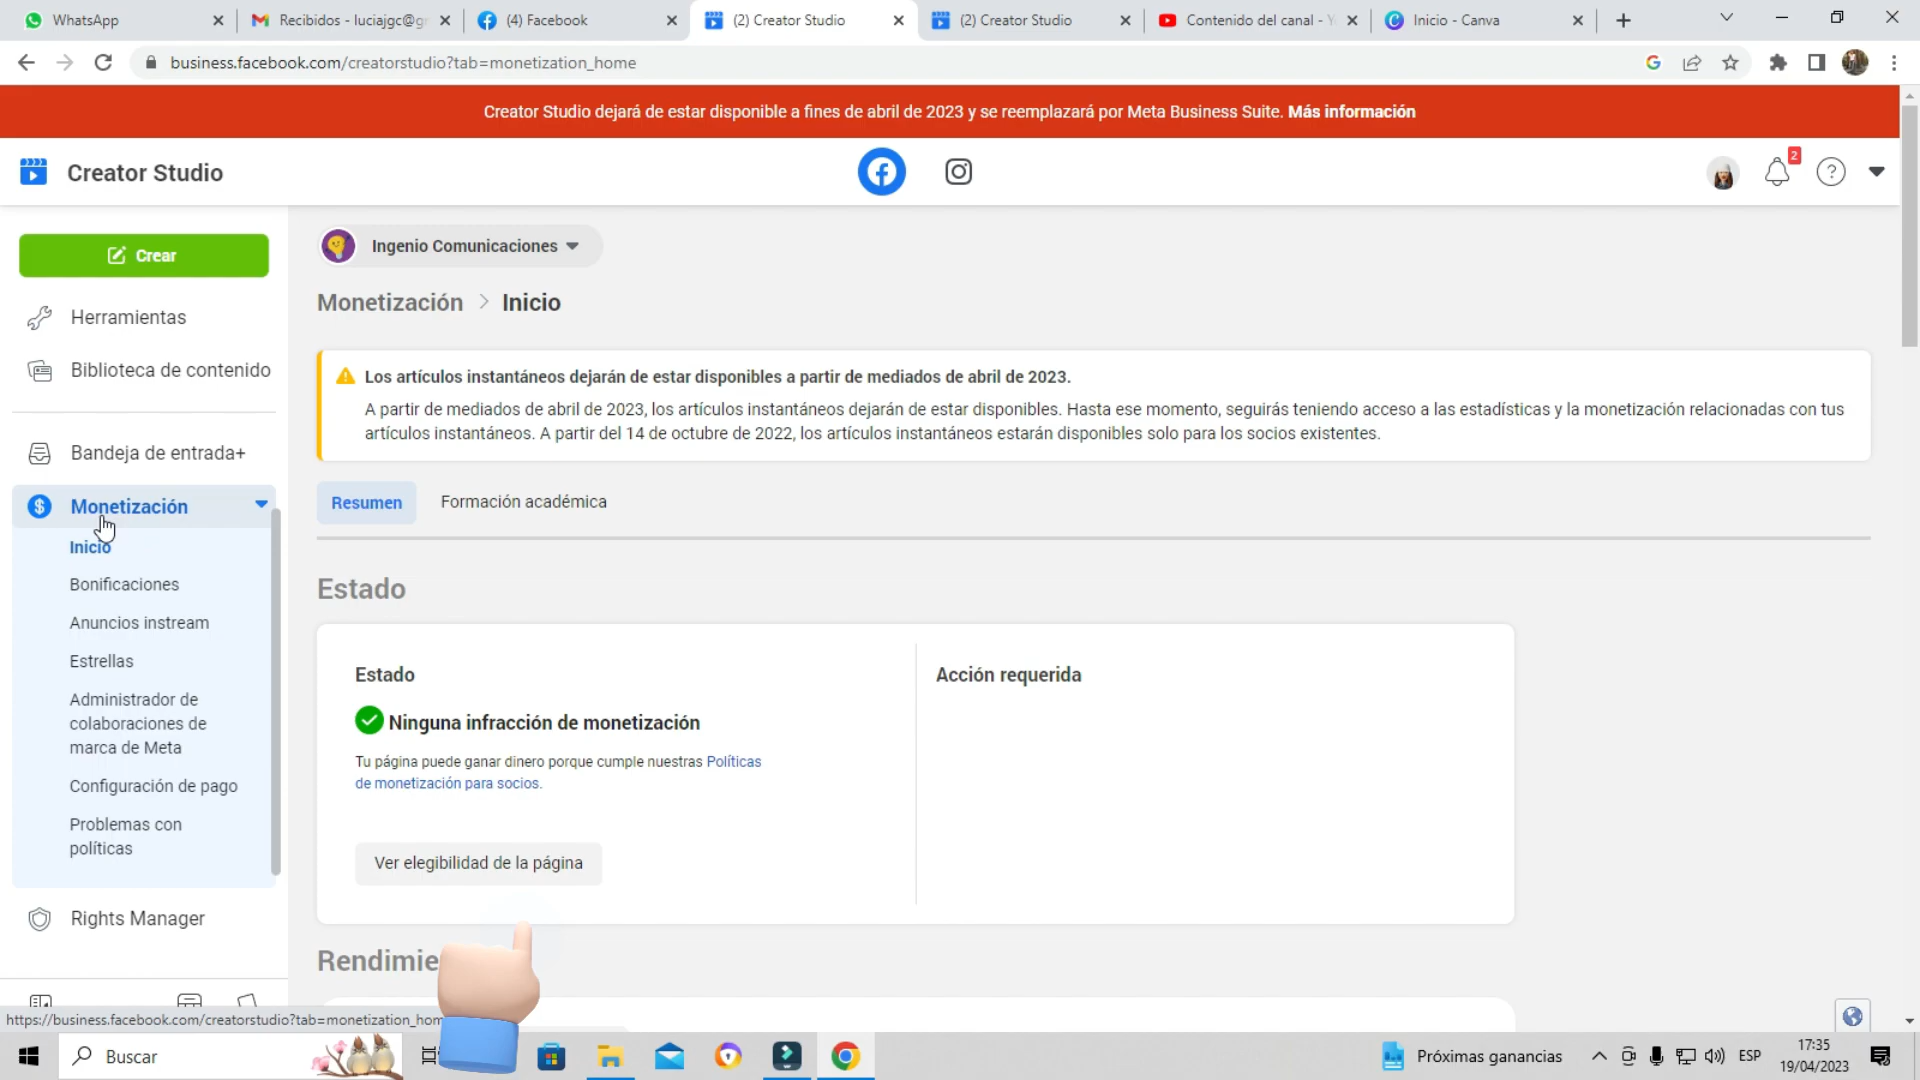 WhatsApp
Recibidos - luciajgc@g
(4) Facebook
(2) Creator Studio
(2) Creator Studio
Contenido del canal - Y
Inicio - Canva
business.facebook.com/creatorstudio?tab=monetization_home
Creator Studio dejará de estar disponible a fines de abril de 2023 y se reemplazará por Meta Business Suite. Más información
Creator Studio
2
Crear
Herramientas
Biblioteca de contenido
Bandeja de entrada+
Monetización
Inicio
Bonificaciones
Anuncios instream
Estrellas
Administrador de
colaboraciones de
marca de Meta
Configuración de pago
Problemas con
políticas
Rights Manager
Ingenio Comunicaciones
Monetización > Inicio
Los artículos instantáneos dejarán de estar disponibles a partir de mediados de abril de 2023.
A partir de mediados de abril de 2023, los artículos instantáneos dejarán de estar disponibles. Hasta ese momento, seguirás teniendo acceso a las estadísticas y la monetización relacionadas con tus
artículos instantáneos. A partir del 14 de octubre de 2022, los artículos instantáneos estarán disponibles solo para los socios existentes.
Resumen
Formación académica
Estado
Estado
Ninguna infracción de monetización
Tu página puede ganar dinero porque cumple nuestras Políticas
de monetización para socios.
Ver elegibilidad de la página
Acción requerida
Rendimie
https://business.facebook.com/creatorstudio?tab=monetization_hom
Buscar
Próximas ganancias
ESP
17:35
19/04/2023